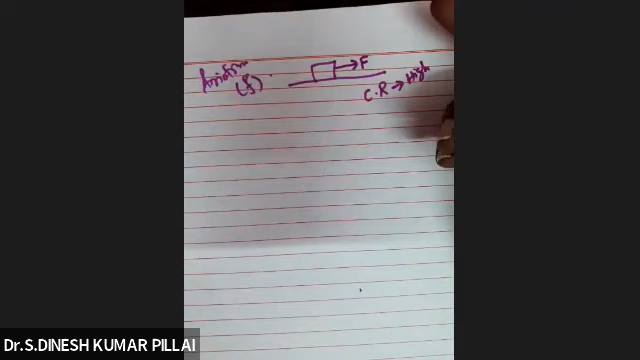 friction
(f).
F
C.R → High
Dr.S.DINESH KUMAR PILLAI